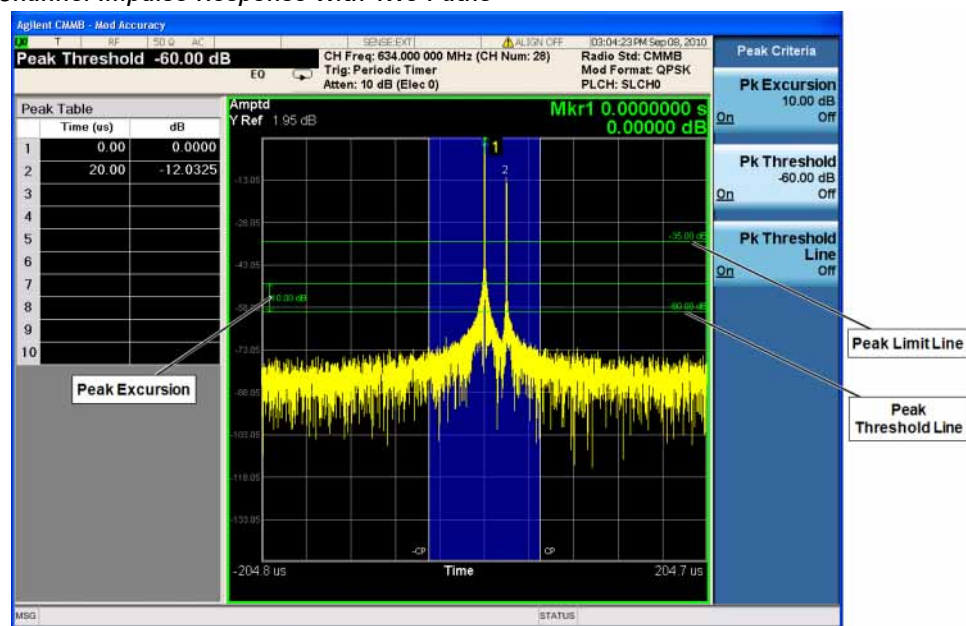 Channel Impulse Response With Two Paths
Agilent CMMB - Mod Accuracy
T RF 50 Ω AC SENSE:EXT ALIGN OFF 03:04:23 PM Sep 08, 2010
Peak Threshold -60.00 dB
EQ
CH Freq: 634.000 000 MHz (CH Num: 28)
Trig: Periodic Timer
Atten: 10 dB (Elec 0)
Radio Std: CMMB
Mod Format: QPSK
PLCH: SLCH0
Peak Table
Time (us) dB
1 0.00 0.0000
2 20.00 -12.0325
3
4
5
6
7
8
9
10
Amptd
Y Ref 1.95 dB
Mkr1 0.0000000 s
0.00000 dB
1
2
-13.05
-28.05
-35.00 dB
-43.05
10.00 dB
-60.00 dB
-73.05
-88.05
-103.05
-118.05
-133.05
-CP
CP
-204.8 us
Time
204.7 us
Peak Criteria
Pk Excursion
10.00 dB
On Off
Pk Threshold
-60.00 dB
On Off
Pk Threshold
Line
On Off
Peak Limit Line
Peak
Threshold Line
Peak Excursion
MSG
STATUS